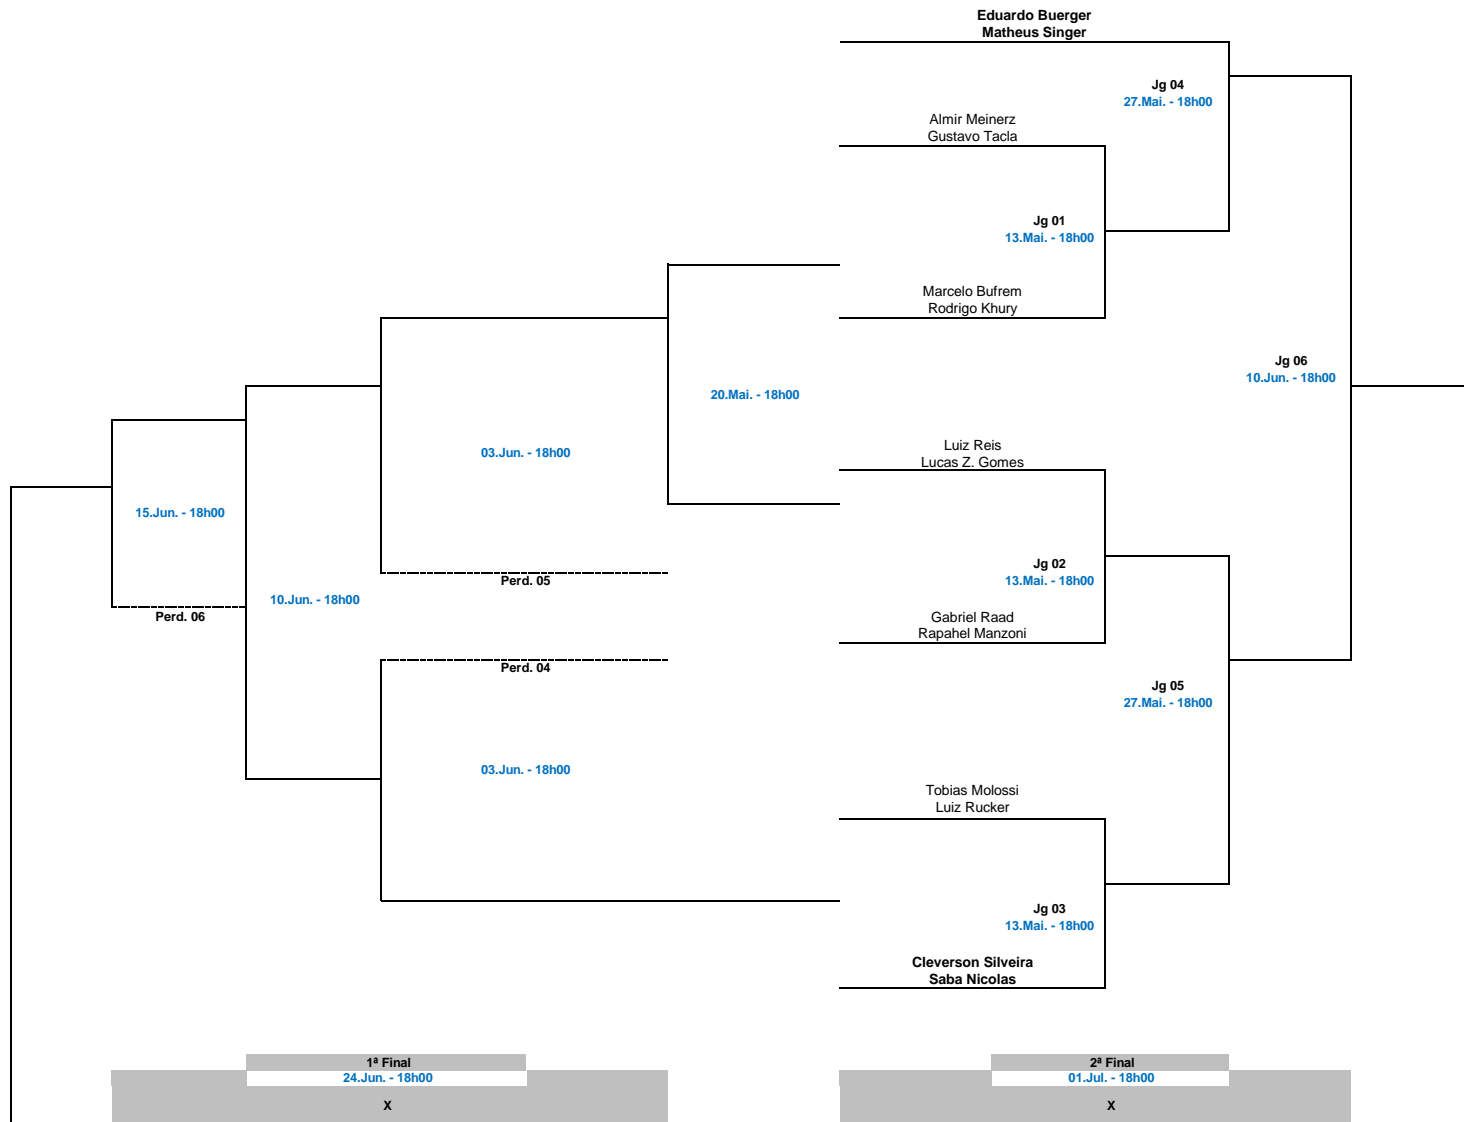 Eduardo Buerger
Matheus Singer
Jg 04
27.Mai. - 18h00
Almir Meinerz
Gustavo Tacla
Jg 01
13.Mai. - 18h00
Marcelo Bufrem
Rodrigo Khury
Jg 06
10.Jun. - 18h00
20.Mai. - 18h00
03.Jun. - 18h00
Luiz Reis
Lucas Z. Gomes
15.Jun. - 18h00
Jg 02
13.Mai. - 18h00
Perd. 05
10.Jun. - 18h00
Perd. 06
Gabriel Raad
Rapahel Manzoni
Perd. 04
Jg 05
27.Mai. - 18h00
03.Jun. - 18h00
Tobias Molossi
Luiz Rucker
Jg 03
13.Mai. - 18h00
Cleverson Silveira
Saba Nicolas
1ª Final
24.Jun. - 18h00
X
2ª Final
01.Jul. - 18h00
X